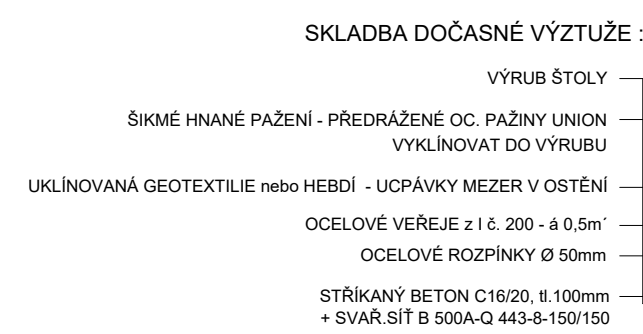 SKLADBA DOČASNÉ VÝZTUŽE :
VÝRUB ŠTOLY
ŠIKMÉ HNANÉ PAŽENÍ - PŘEDRÁŽENÉ OC. PAŽINY UNION
VYKLÍNOVAT DO VÝRUBU
UKLÍNOVANÁ GEOTEXTILIE nebo HEBDÍ - UCPÁVKY MEZER V OSTĚNÍ
OCELOVÉ VEŘEJE z I č. 200 - á 0,5m´
OCELOVÉ ROZPÍNKY Ø 50mm
STŘÍKANÝ BETON C16/20, tl.100mm
+ SVAŘ.SÍŤ B 500A-Q 443-8-150/150